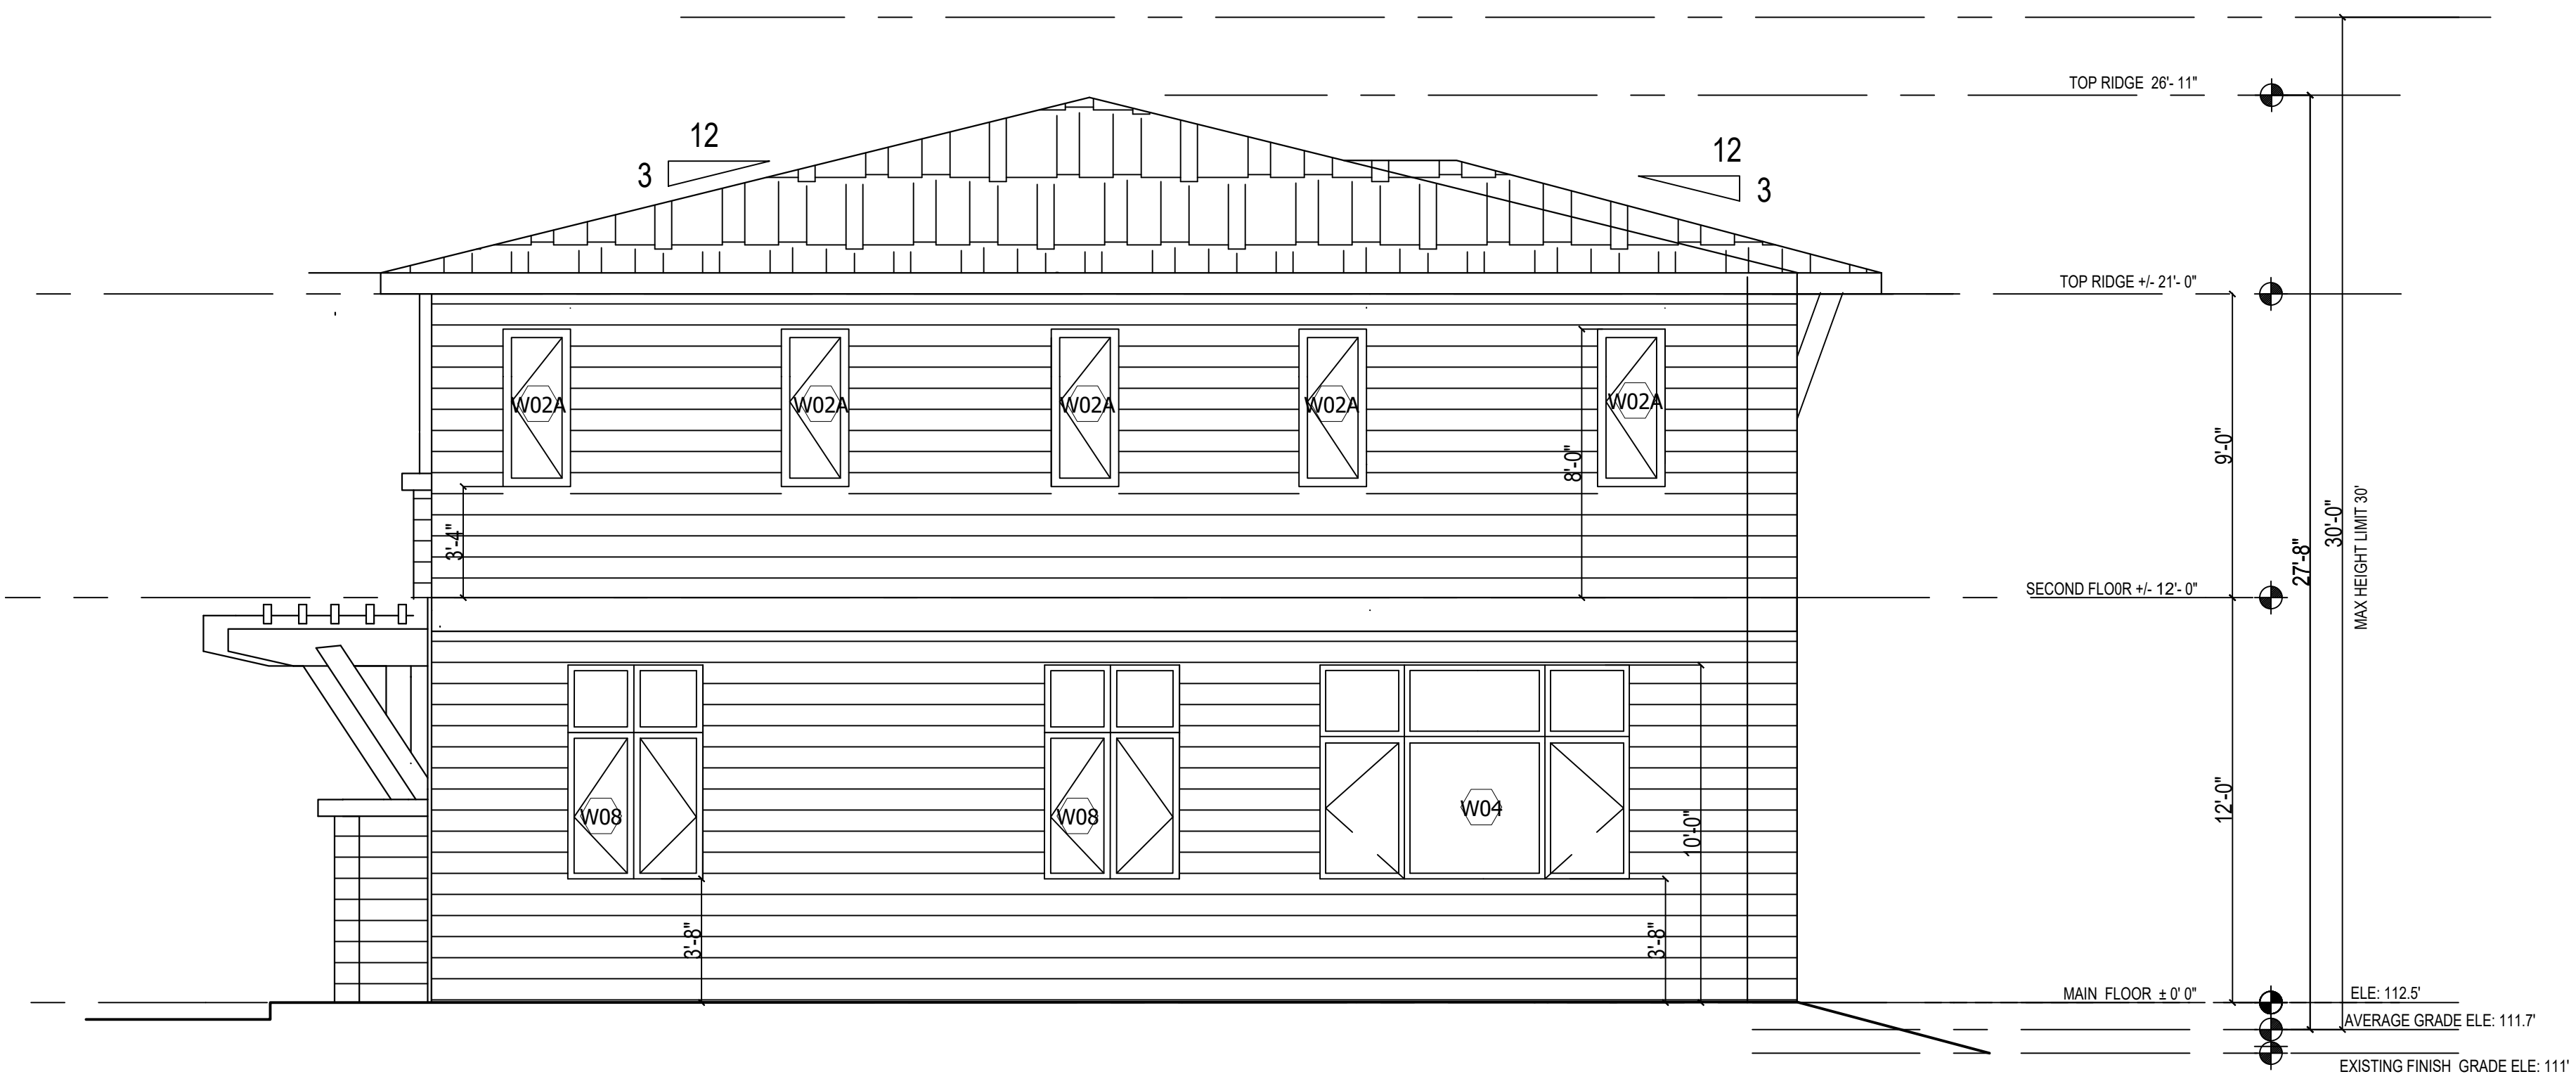 TOP RIDGE 26'- 11"
12
3
12
3
TOP RIDGE +/- 21'- 0"
W02A
W02A
W02A
W02A
W02A
8'-0"
9'-0"
3'-4"
30'-0"
MAX HEIGHT LIMIT 30'
27'-8"
SECOND FLO0R +/- 12'- 0"
W08
W08
W04
10'-0"
12'-0"
3'-8"
3'-8"
MAIN FLOOR ± 0' 0"
ELE: 112.5'
AVERAGE GRADE ELE: 111.7'
EXISTING FINISH GRADE ELE: 111'